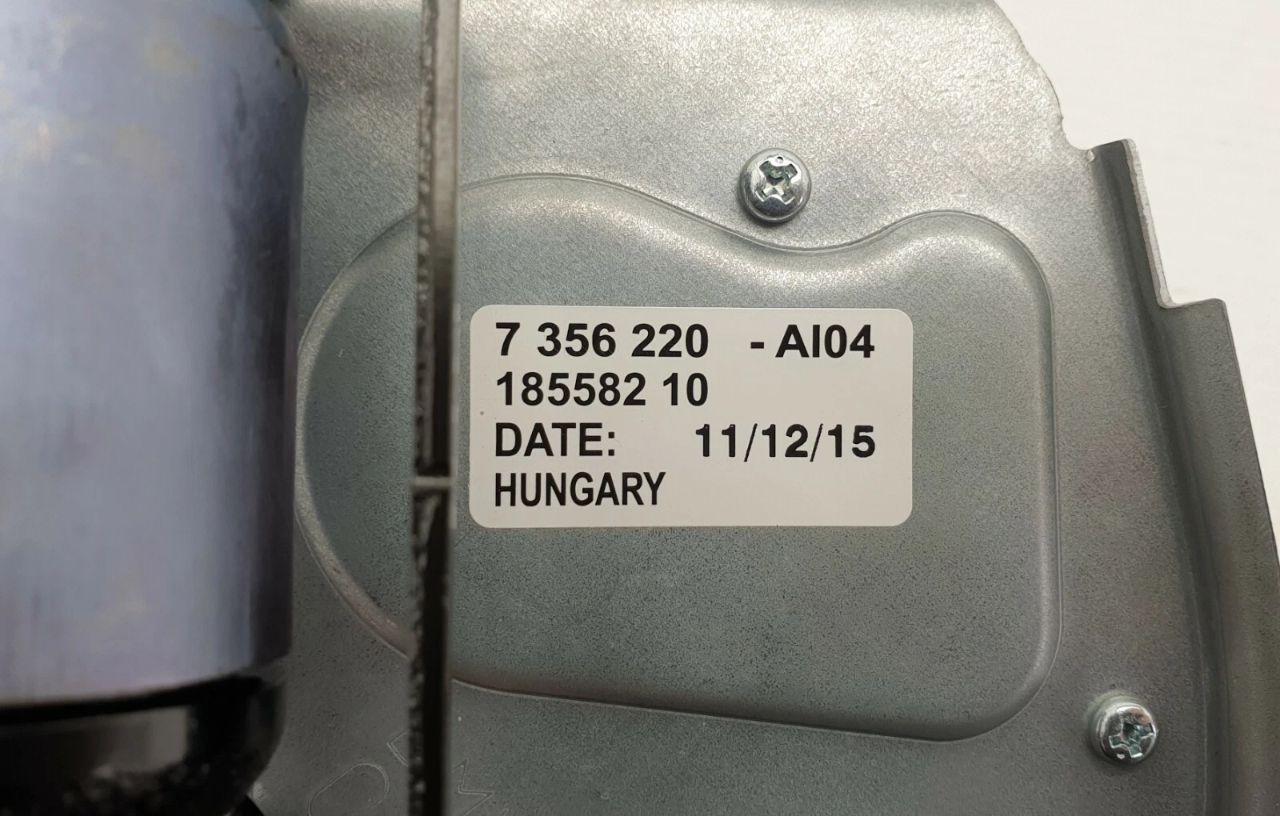 7 356 220 - AI04
185582 10
DATE: 11/12/15
HUNGARY